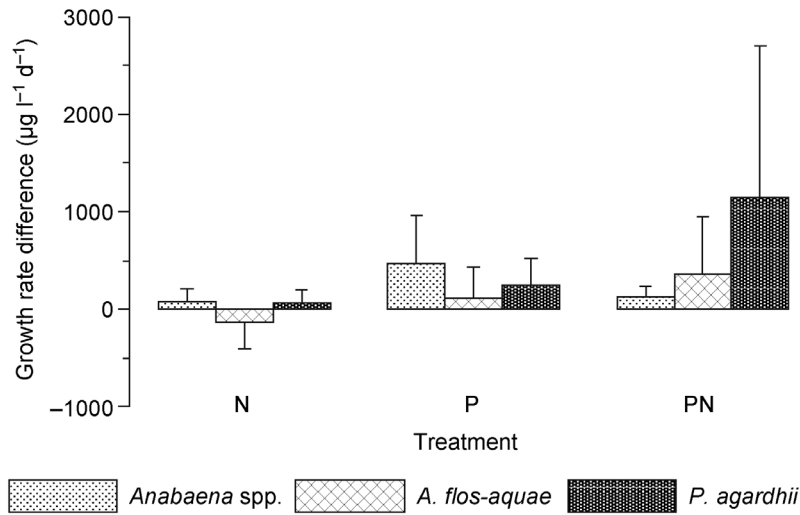 Growth rate difference (µg l⁻¹ d⁻¹)
3000
2000
1000
0
–1000
N P PN
Treatment
Anabaena spp. A. flos-aquae P. agardhii